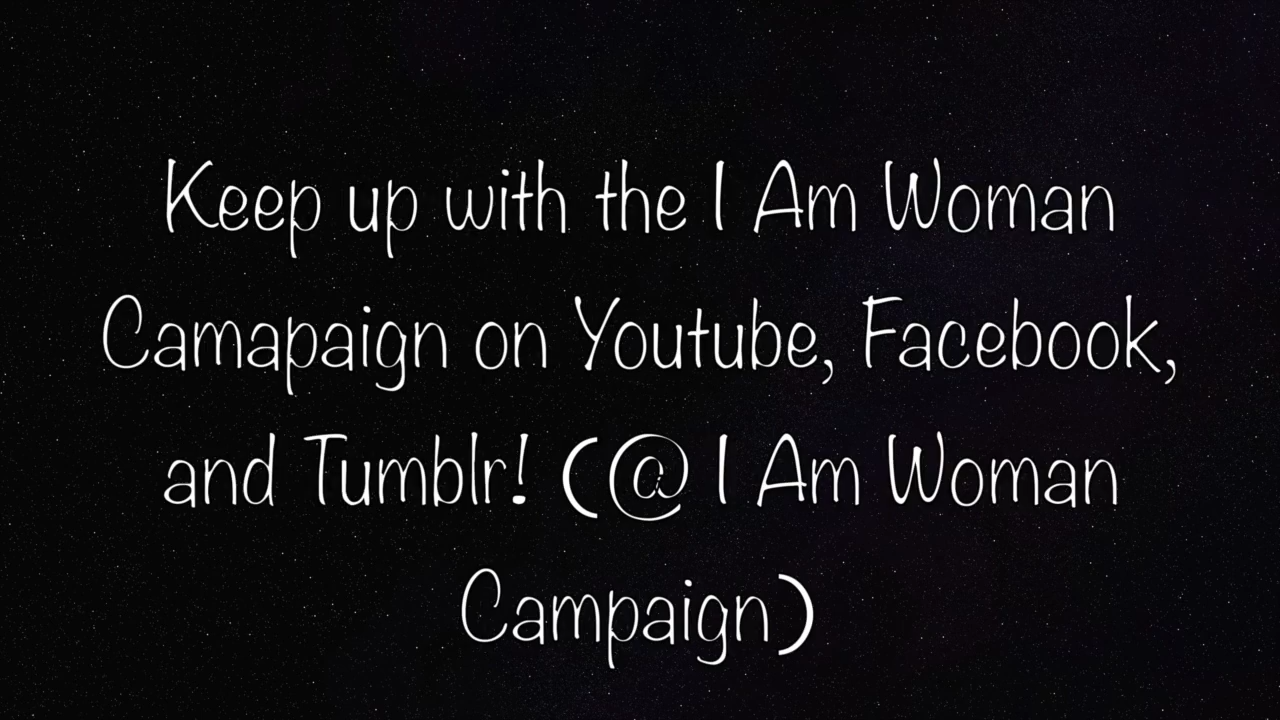 Keep up with the I Am Woman
Camapaign on Youtube, Facebook,
and Tumblr! (@ I Am Woman
Campaign)